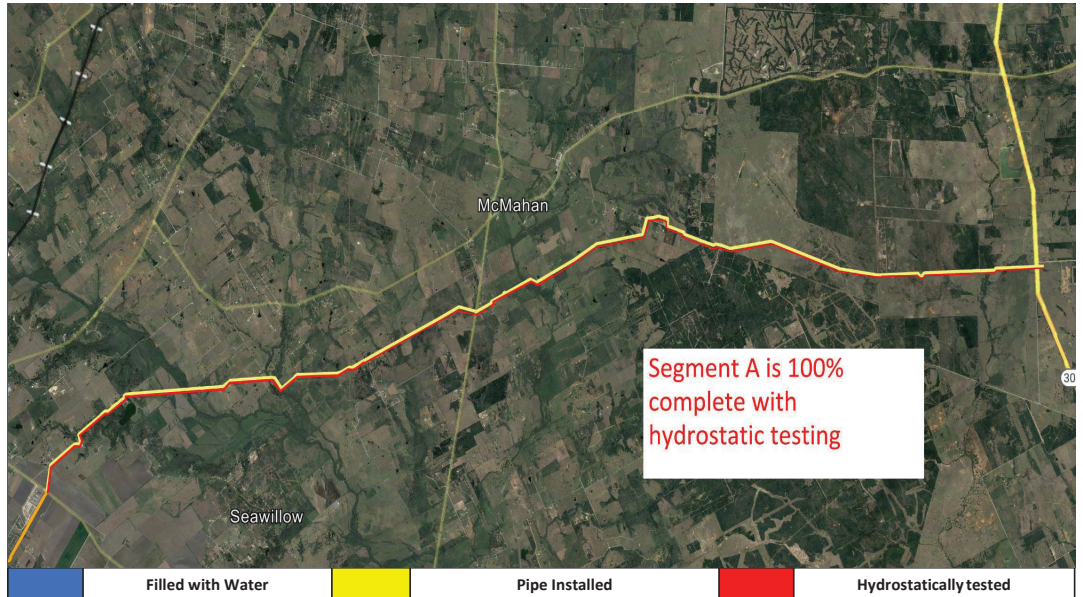 McMahan
Segment A is 100%
complete with
hydrostatic testing
30
Seawillow
Filled with Water
Pipe Installed
Hydrostatically tested